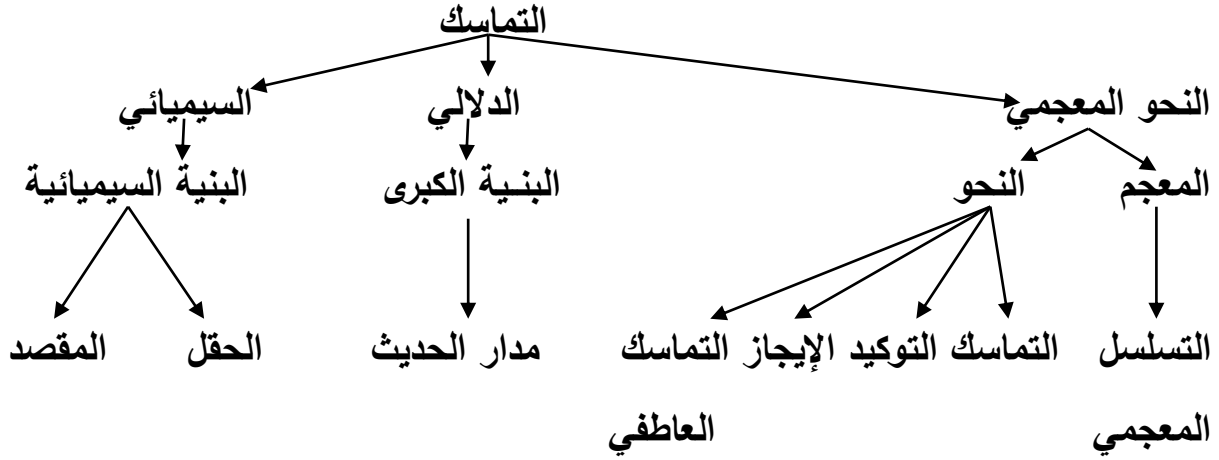 التماسك
النحو المعجمي الدلالي السيميائي
المعجم النحو البنـية الكبرى البنية السيميائية
التسلسل التماسك التوكيد الإيجاز التماسك مدار الحديث الحقل المقصد
المعجمي العاطفي